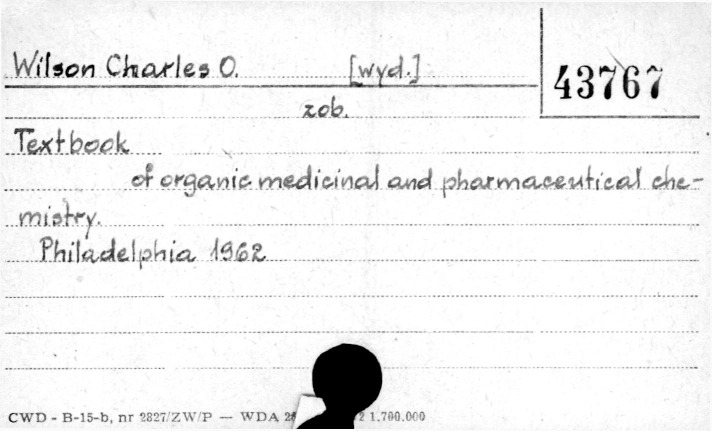 Wilson Charles O. [wyd.]
43767
zob.
Textbook
of organic medicinal and pharmaceutical che-
mistry.
Philadelphia 1962
CWD - B-15-b, nr 2827/ZW/P — WDA 2 1.700.000